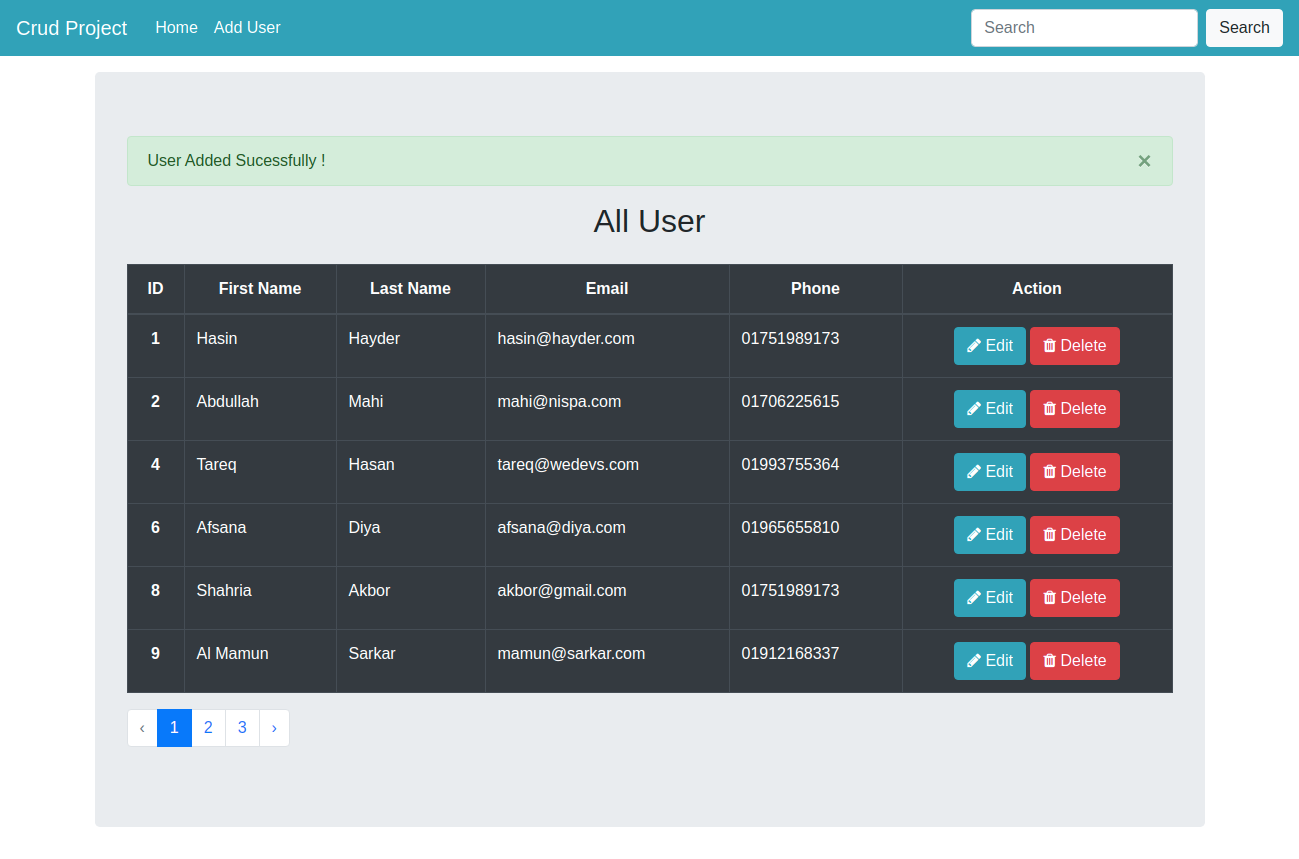 Crud Project Home Add User Search Search
User Added Sucessfully ! ×
All User
ID First Name Last Name Email Phone Action
1 Hasin Hayder hasin@hayder.com 01751989173 Edit Delete
2 Abdullah Mahi mahi@nispa.com 01706225615 Edit Delete
4 Tareq Hasan tareq@wedevs.com 01993755364 Edit Delete
6 Afsana Diya afsana@diya.com 01965655810 Edit Delete
8 Shahria Akbor akbor@gmail.com 01751989173 Edit Delete
9 Al Mamun Sarkar mamun@sarkar.com 01912168337 Edit Delete
‹ 1 2 3 ›